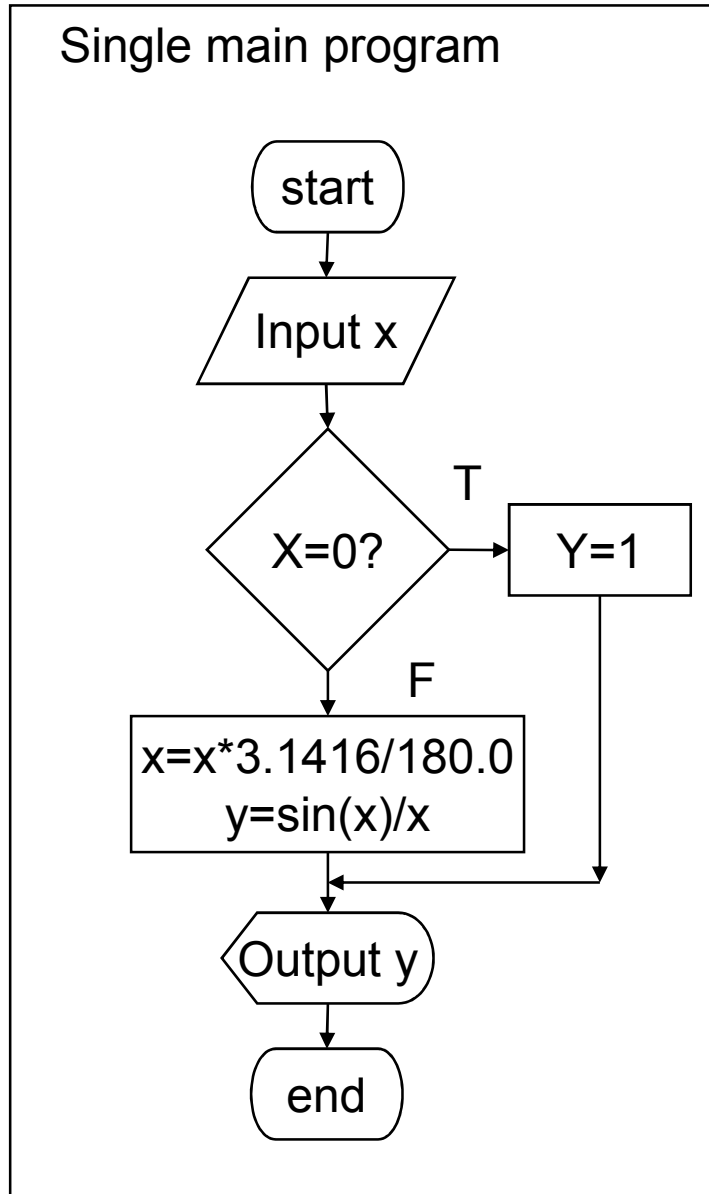 Single main program
start
Input x
X=0?
T
Y=1
F
x=x*3.1416/180.0
y=sin(x)/x
Output y
end